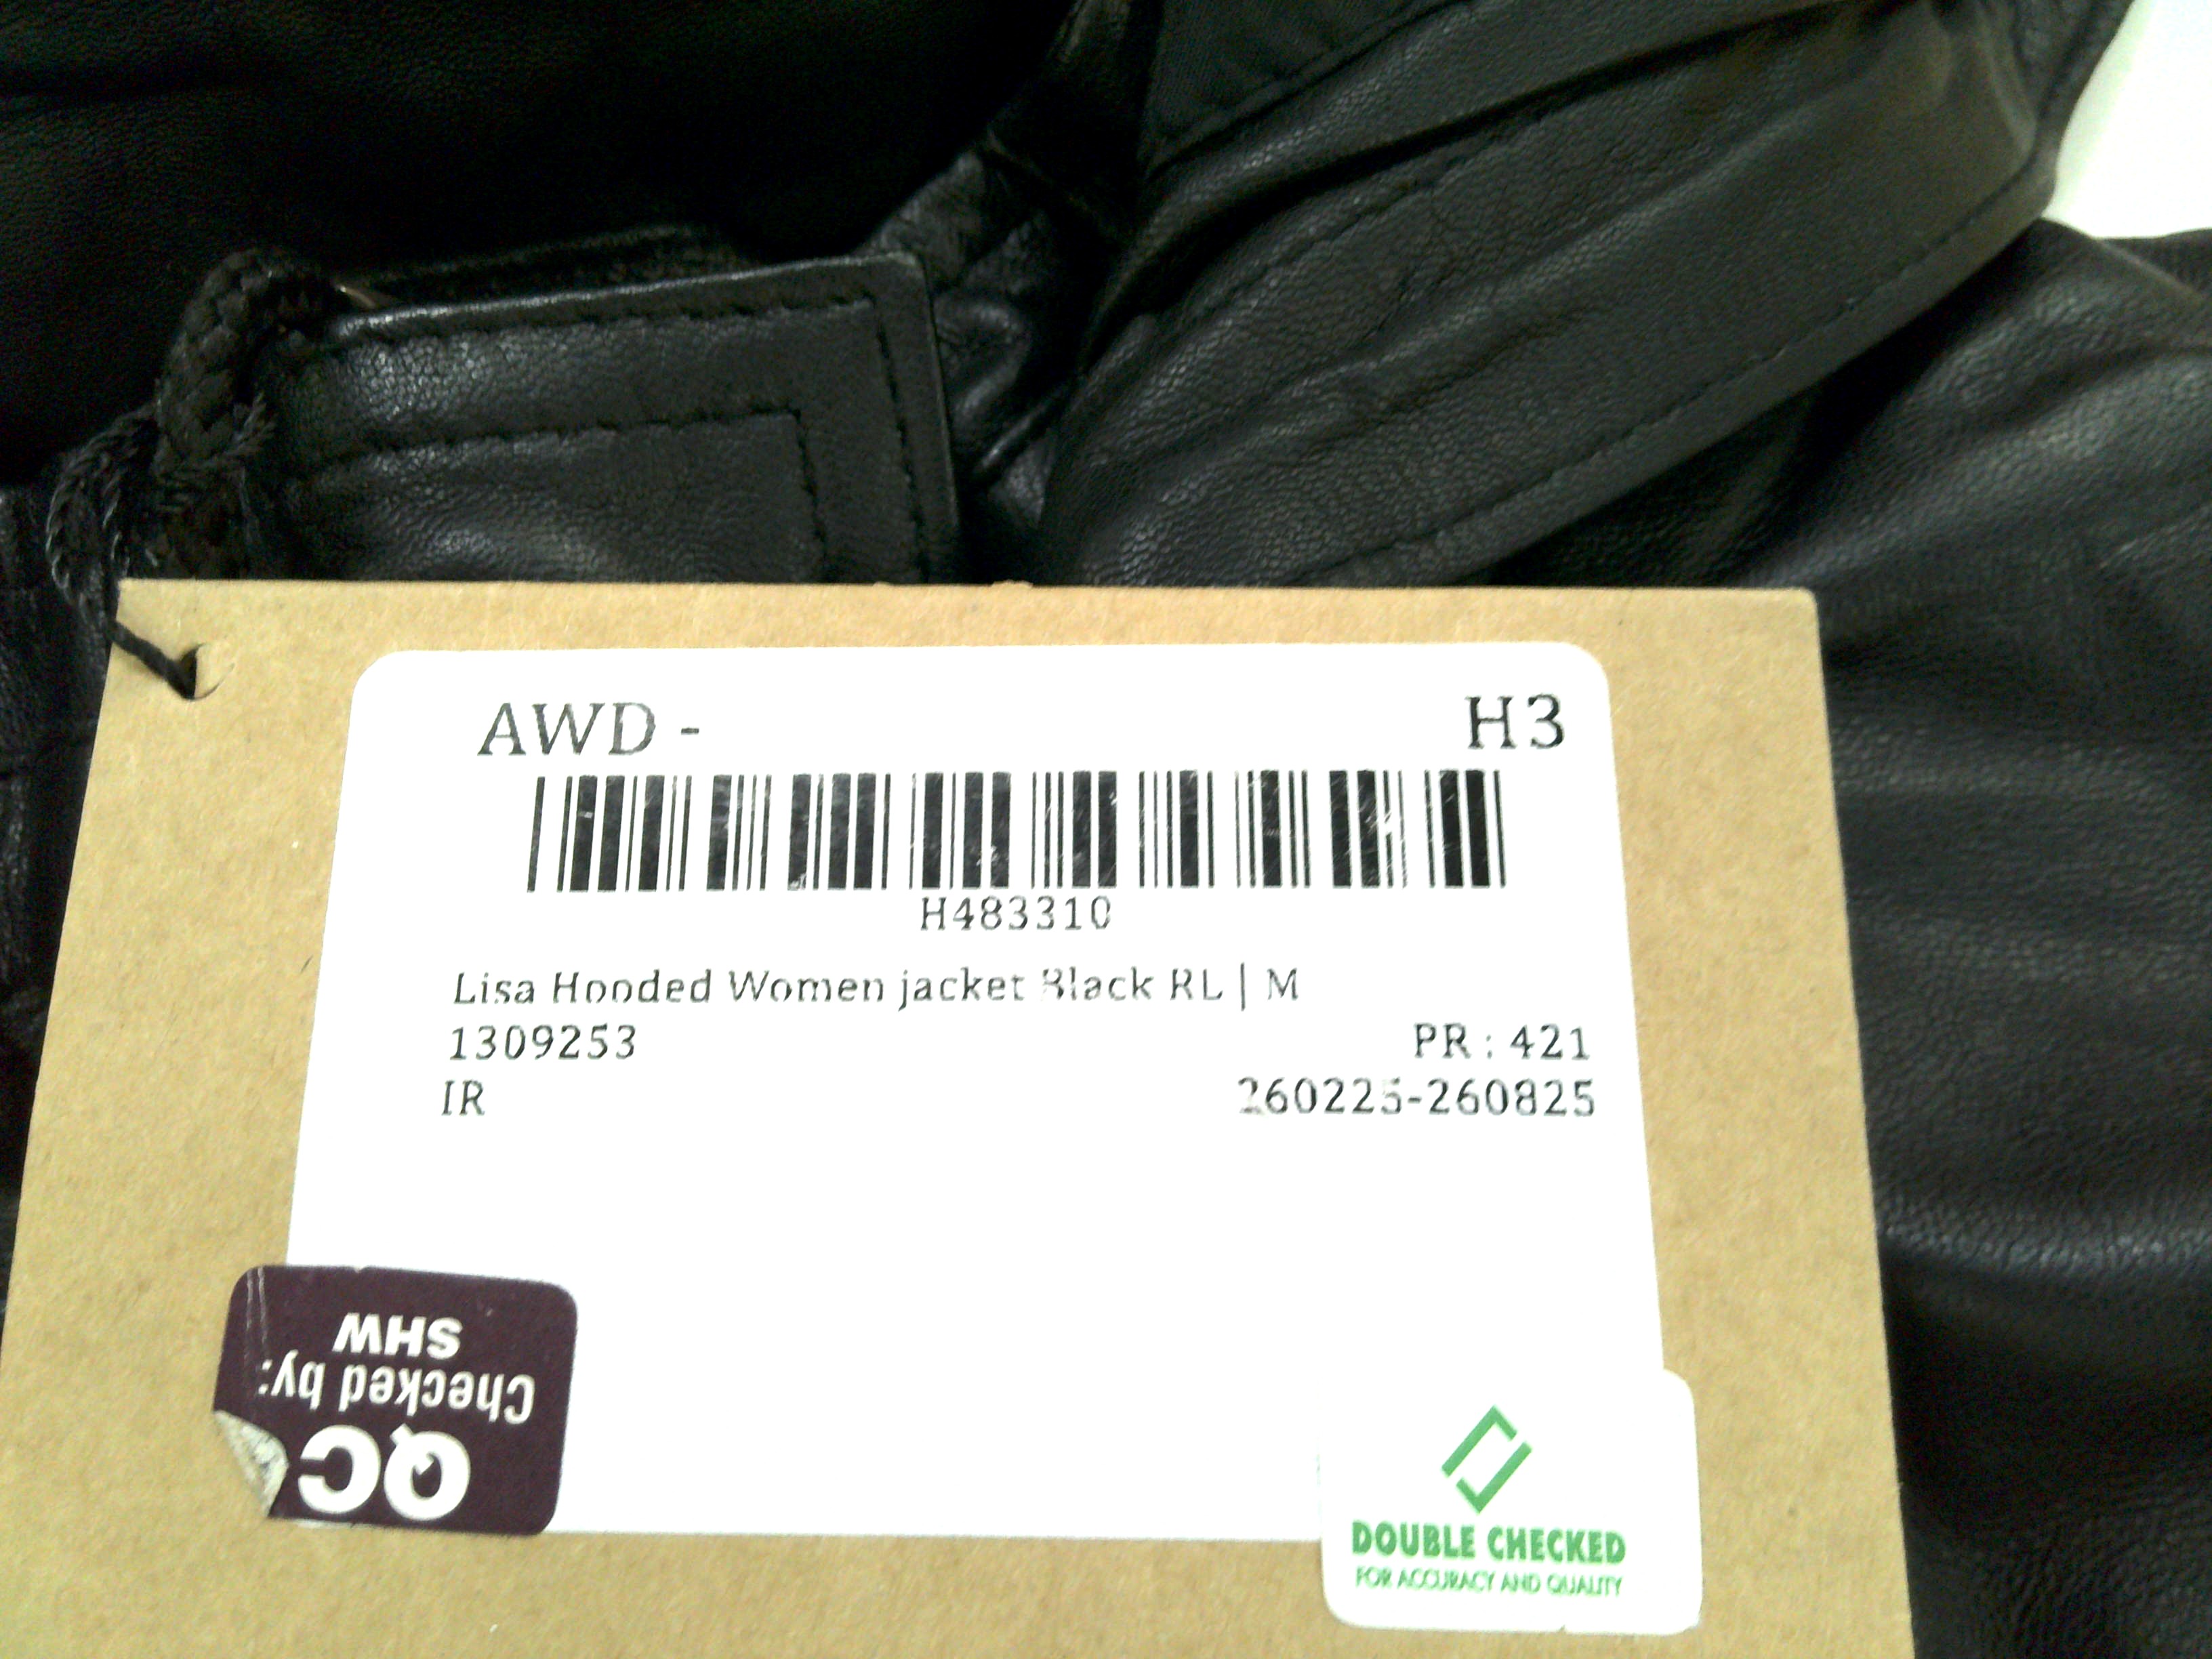 AWD - H3
H483310
Lisa Hooded Women jacket Black RL | M
1309253 PR : 421
IR 260225-260825
QC
Checked by:
SHW
DOUBLE CHECKED
FOR ACCURACY AND QUALITY